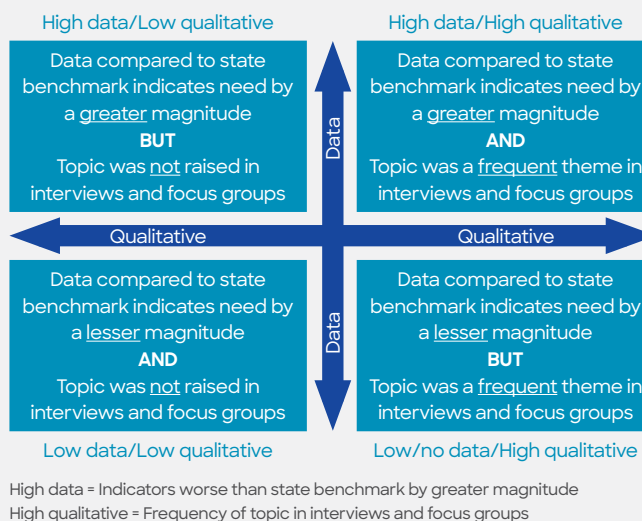 High data/Low qualitative
Data compared to state
benchmark indicates need by
a greater magnitude
BUT
Topic was not raised in
interviews and focus groups
High data/High qualitative
Data compared to state
benchmark indicates need by
a greater magnitude
AND
Topic was a frequent theme in
interviews and focus groups
Data
Qualitative
Qualitative
Data
Data compared to state
benchmark indicates need by
a lesser magnitude
AND
Topic was not raised in
interviews and focus groups
Low data/Low qualitative
Data compared to state
benchmark indicates need by
a lesser magnitude
BUT
Topic was a frequent theme in
interviews and focus groups
Low/no data/High qualitative
High data = Indicators worse than state benchmark by greater magnitude
High qualitative = Frequency of topic in interviews and focus groups